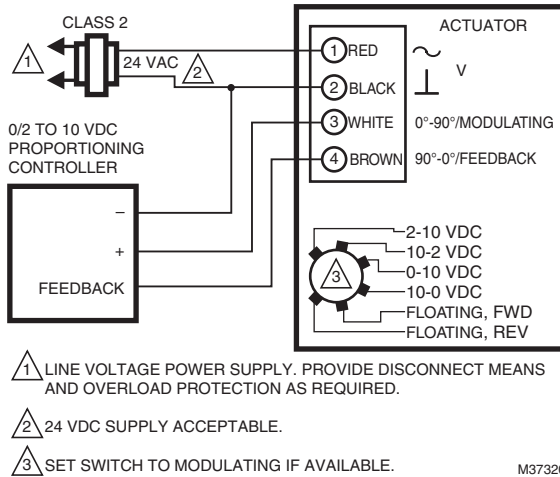 CLASS 2
1
24 VAC
2
0/2 TO 10 VDC
PROPORTIONING
CONTROLLER
–
+
FEEDBACK
ACTUATOR
1 RED
2 BLACK
V
3 WHITE 0°-90°/MODULATING
4 BROWN 90°-0°/FEEDBACK
3
2-10 VDC
10-2 VDC
0-10 VDC
10-0 VDC
FLOATING, FWD
FLOATING, REV
1 LINE VOLTAGE POWER SUPPLY. PROVIDE DISCONNECT MEANS
AND OVERLOAD PROTECTION AS REQUIRED.
2 24 VDC SUPPLY ACCEPTABLE.
3 SET SWITCH TO MODULATING IF AVAILABLE.